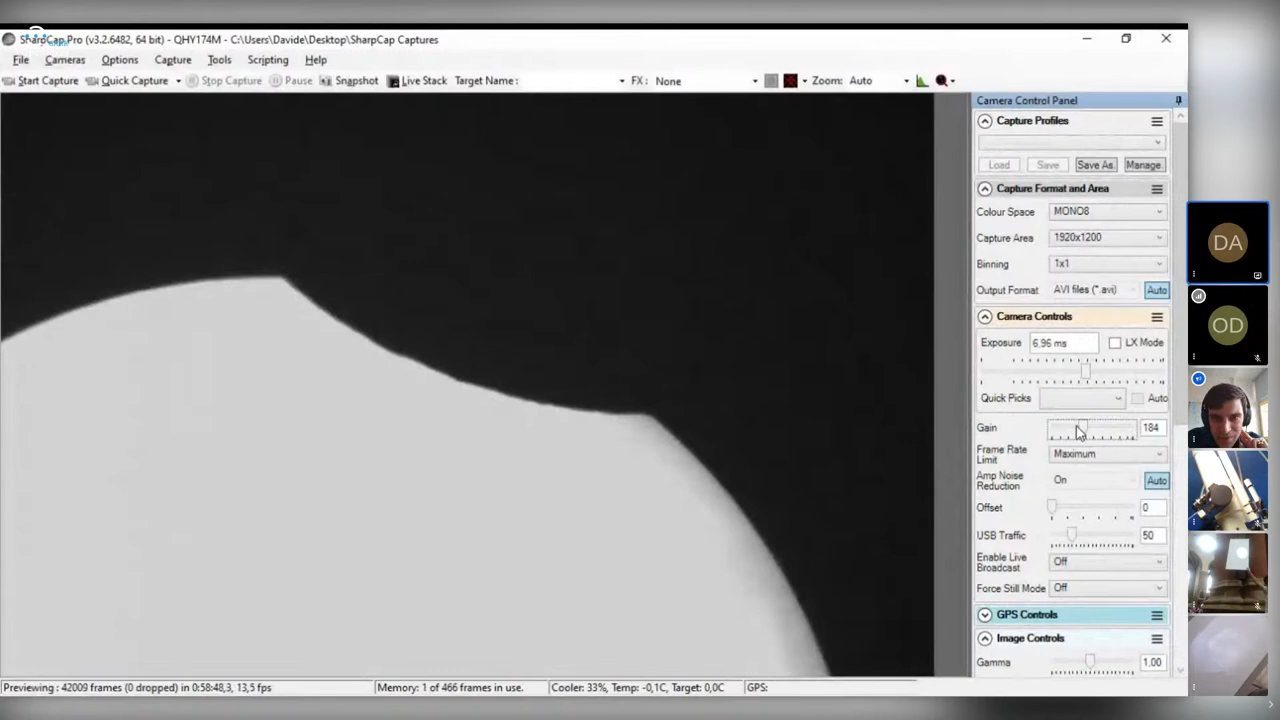 SharpCap Pro (v3.2.6482, 64 bit) - QHY174M - C:\Users\Davide\Desktop\SharpCap Captures
File Cameras Options Capture Tools Scripting Help
Start Capture Quick Capture Stop Capture Pause Snapshot Live Stack Target Name: FX: None Zoom: Auto
Camera Control Panel
Capture Profiles
Load Save Save As. Manage.
Capture Format and Area
Colour Space MONO8
Capture Area 1920x1200
Binning 1x1
Output Format AVI files (*.avi) Auto
Camera Controls
Exposure 6,96 ms LX Mode
Quick Picks Auto
Gain 184
Frame Rate Limit Maximum
Amp Noise Reduction On Auto
Offset 0
USB Traffic 50
Enable Live Broadcast Off
Force Still Mode Off
GPS Controls
Image Controls
Gamma 1.00
Previewing : 42009 frames (0 dropped) in 0:58:48,3, 13,5 fps Memory: 1 of 466 frames in use. Cooler: 33%, Temp: -0,1C, Target: 0,0C GPS:
DA
OD